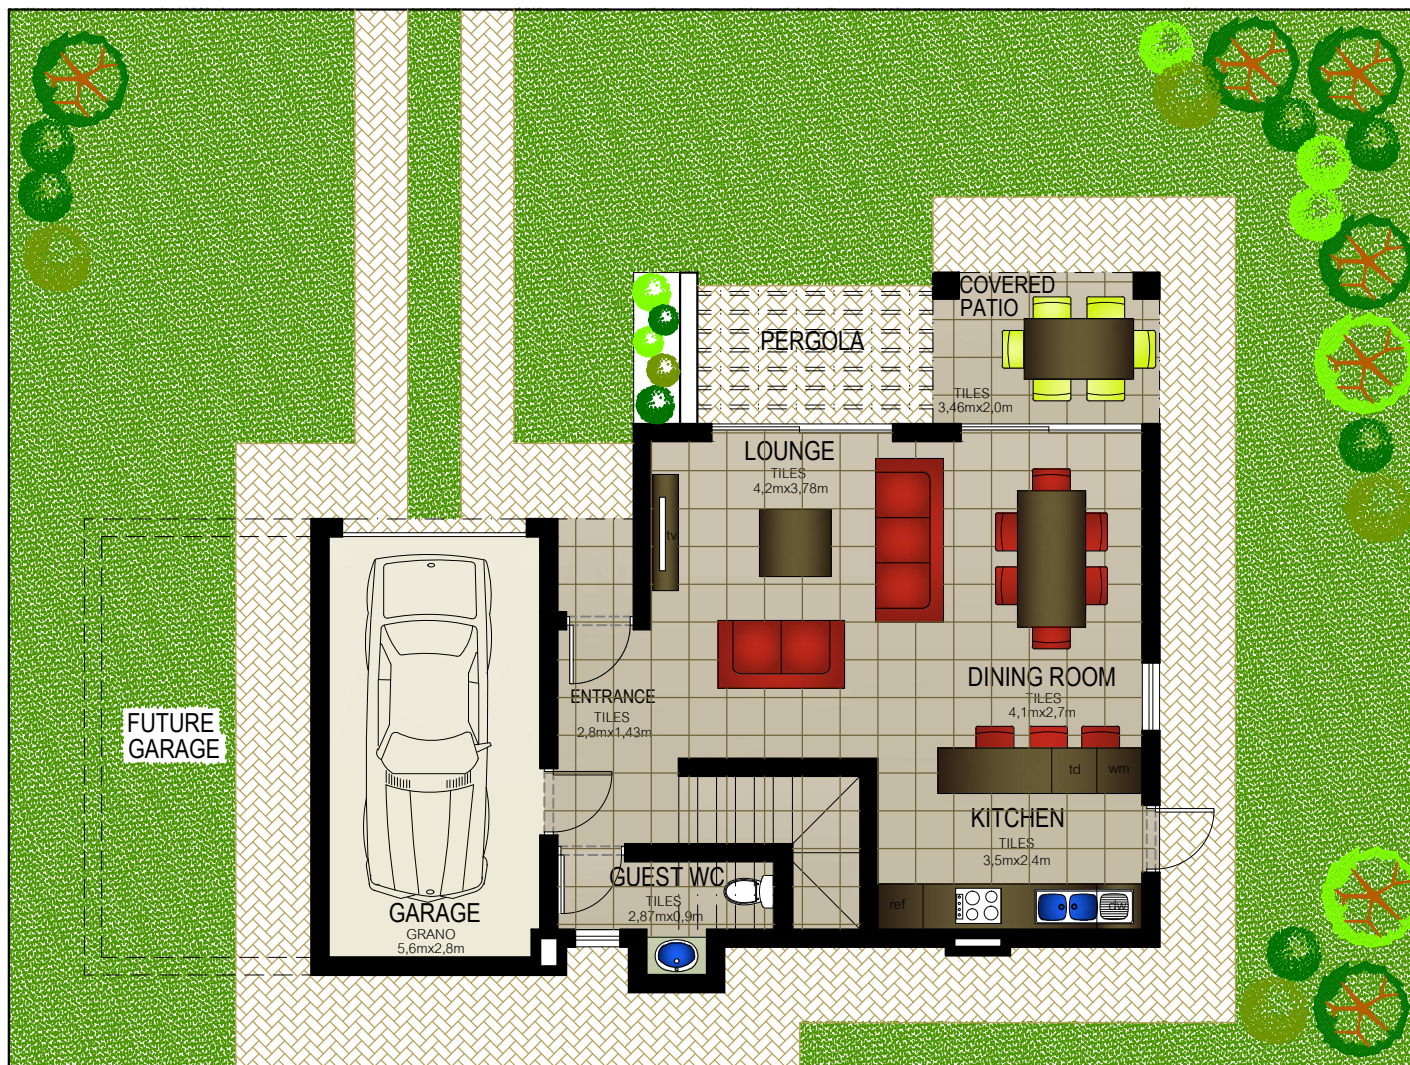 COVERED
PATIO
TILES
3,46mx2,0m
PERGOLA
LOUNGE
TILES
4,2mx3,78m
tv
DINING ROOM
TILES
4,1mx2,7m
ENTRANCE
TILES
2,8mx1,43m
FUTURE
GARAGE
td
wm
KITCHEN
TILES
3,5mx2,4m
ref
dw
GUEST WC
TILES
2,87mx0,9m
GARAGE
GRANO
5,6mx2,8m